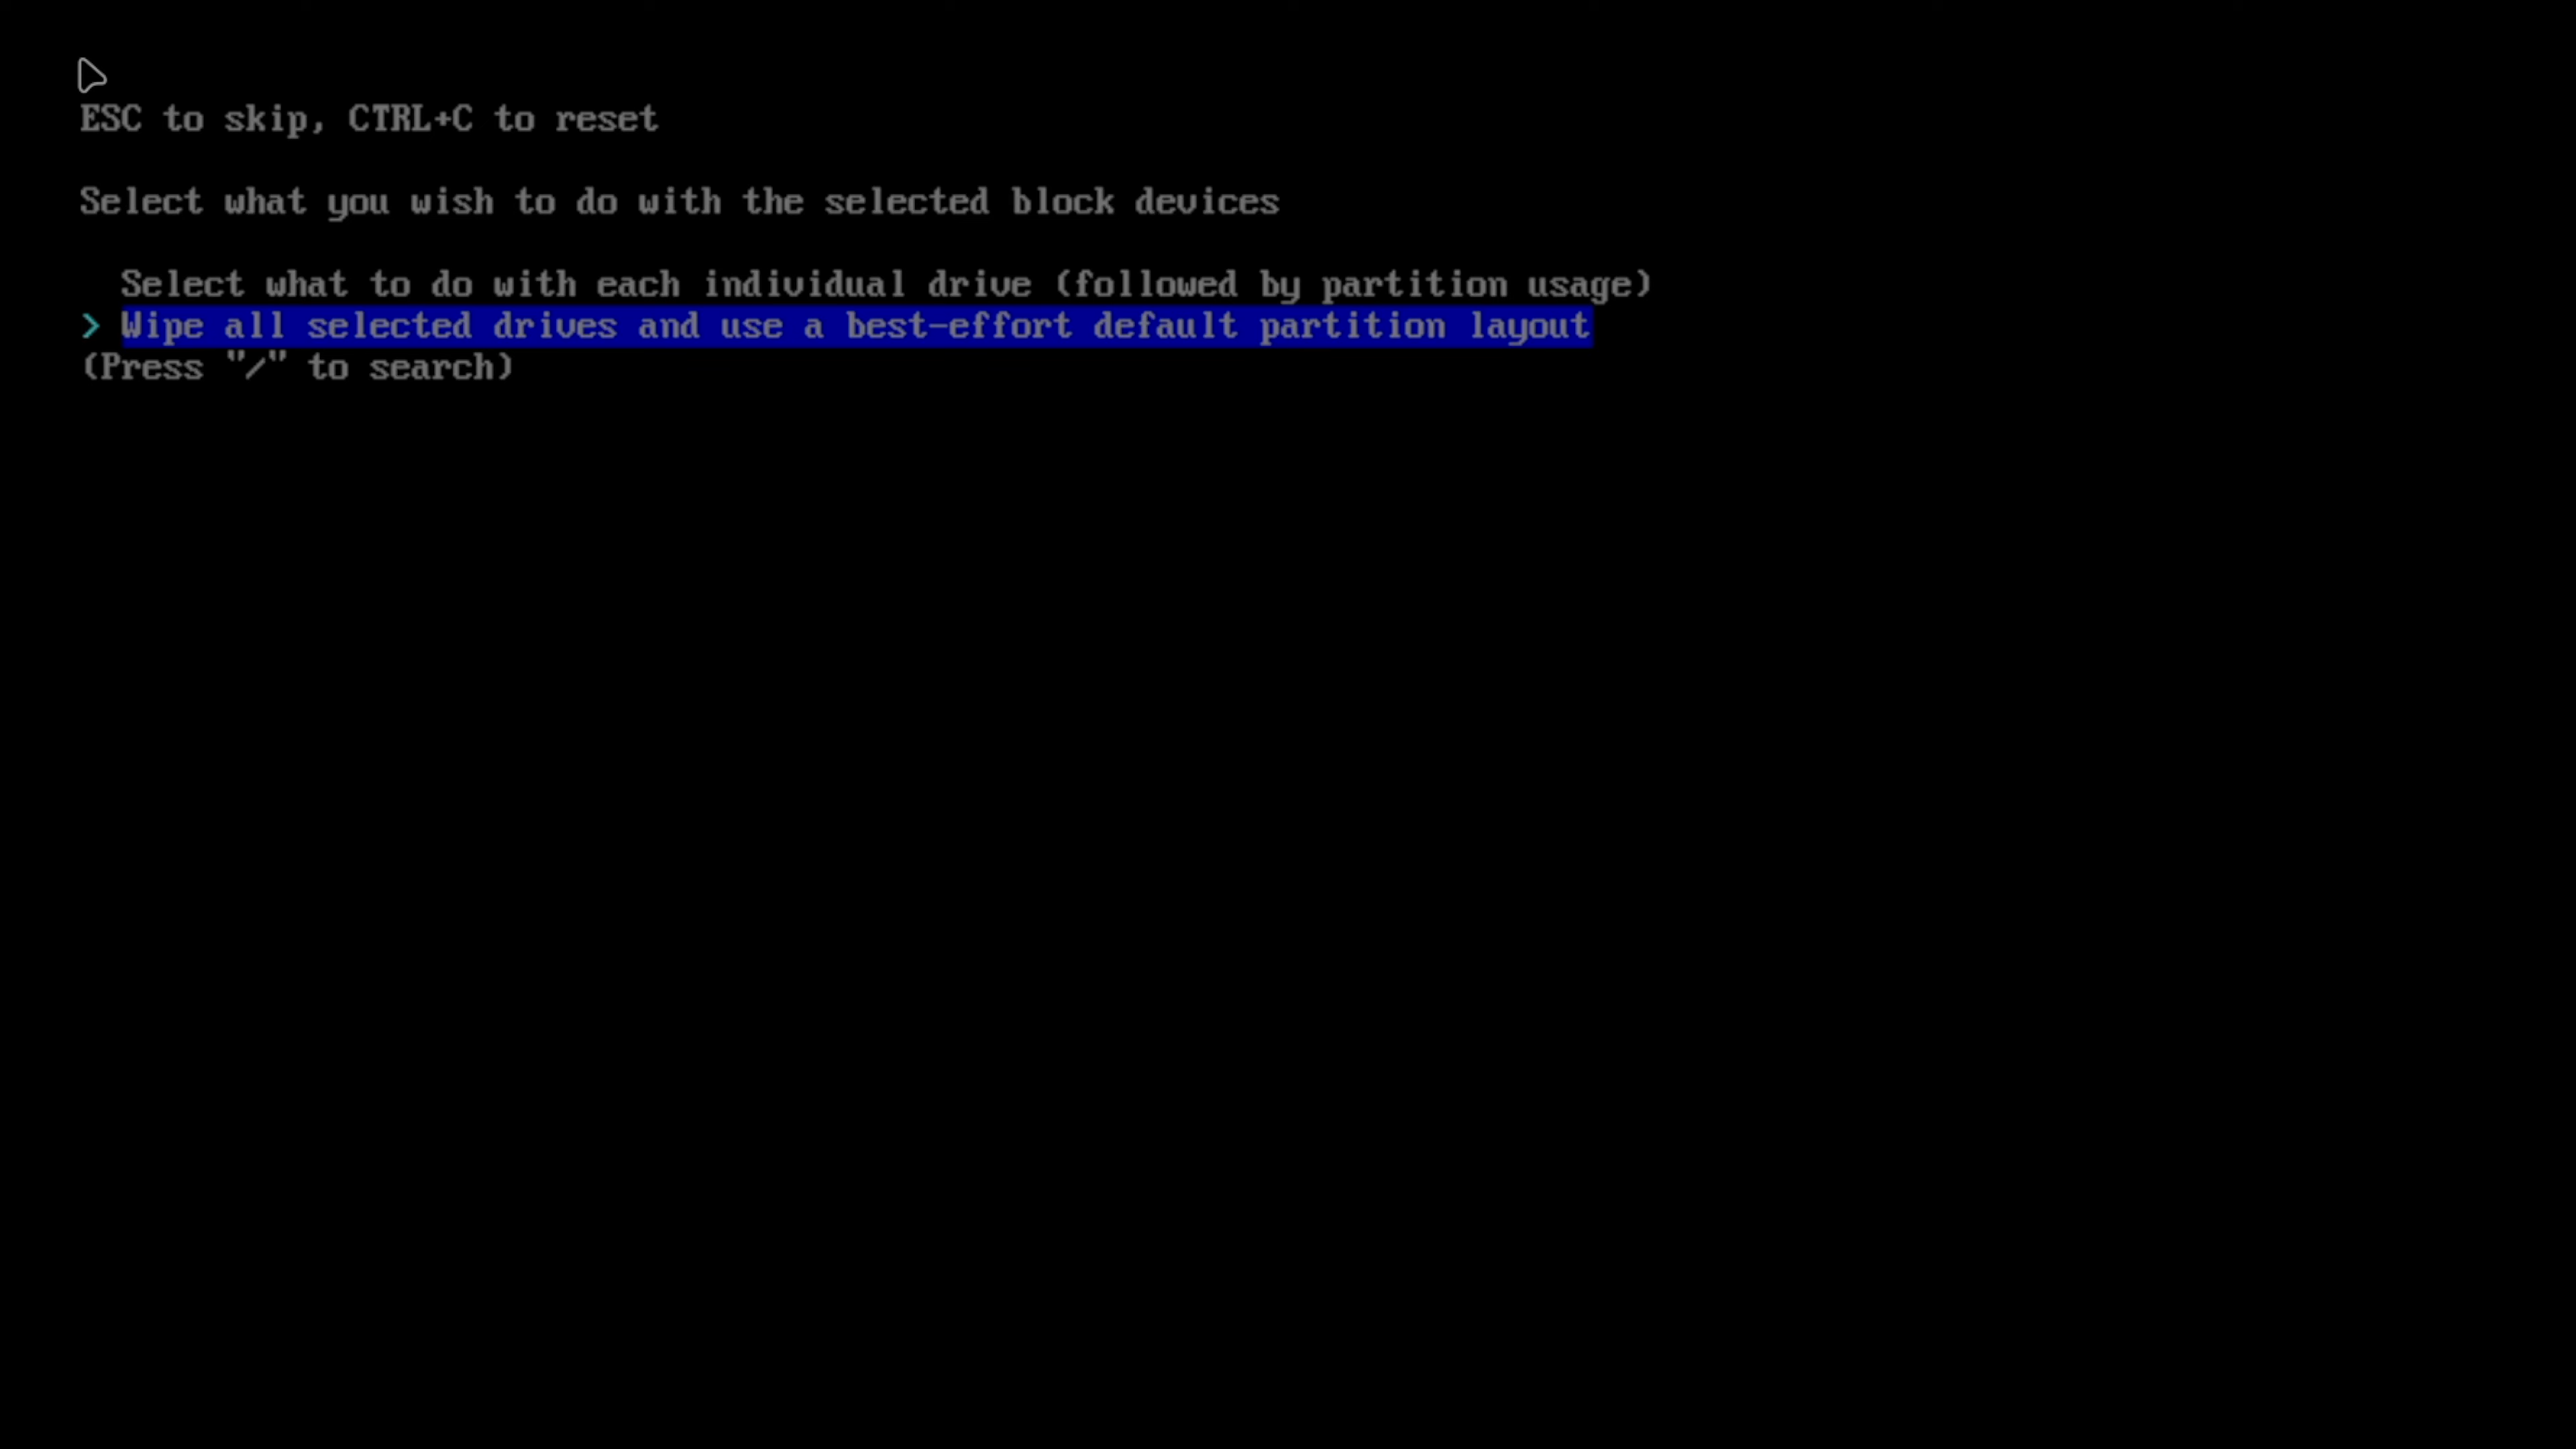 ESC to skip, CTRL+C to reset
Select what you wish to do with the selected block devices
Select what to do with each individual drive (followed by partition usage)
> Wipe all selected drives and use a best-effort default partition layout
(Press "/" to search)